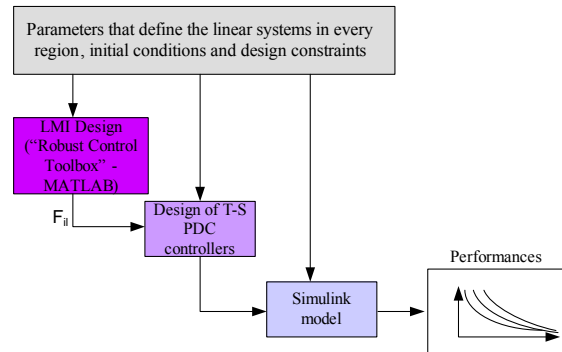 Parameters that define the linear systems in every
region, initial conditions and design constraints
LMI Design
(“Robust Control
Toolbox” -
MATLAB)
F_il
Design of T-S
PDC
controllers
Performances
Simulink
model